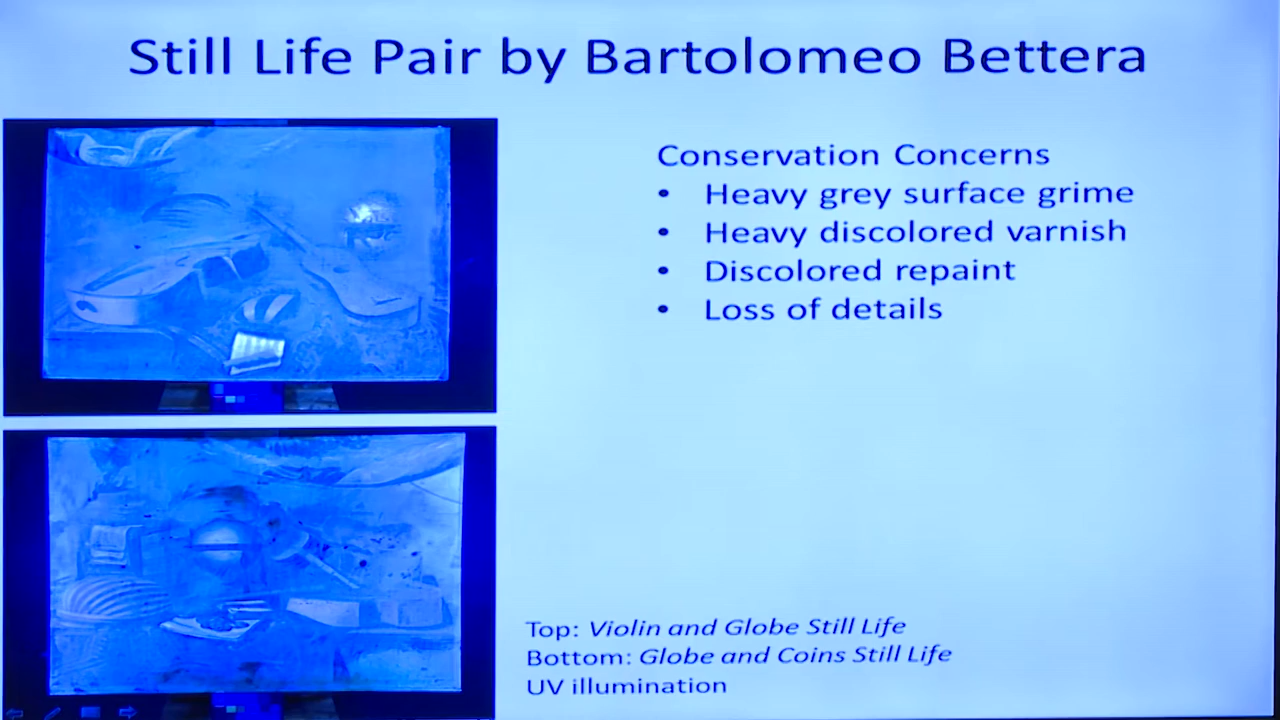 Still Life Pair by Bartolomeo Bettera
Conservation Concerns
• Heavy grey surface grime
• Heavy discolored varnish
• Discolored repaint
• Loss of details
Top: Violin and Globe Still Life
Bottom: Globe and Coins Still Life
UV illumination